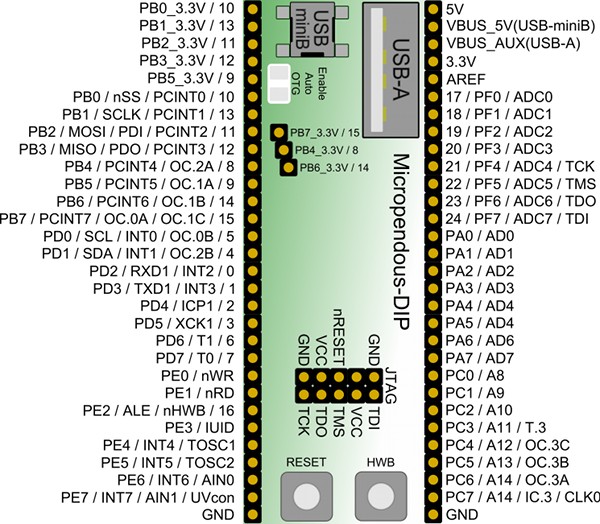 PB0_3.3V / 10
PB1_3.3V / 13
PB2_3.3V / 11
PB3_3.3V / 12
PB5_3.3V / 9
PB0 / nSS / PCINT0 / 10
PB1 / SCLK / PCINT1 / 13
PB2 / MOSI / PDI / PCINT2 / 11
PB3 / MISO / PDO / PCINT3 / 12
PB4 / PCINT4 / OC.2A / 8
PB5 / PCINT5 / OC.1A / 9
PB6 / PCINT6 / OC.1B / 14
PB7 / PCINT7 / OC.0A / OC.1C / 15
PD0 / SCL / INT0 / OC.0B / 5
PD1 / SDA / INT1 / OC.2B / 4
PD2 / RXD1 / INT2 / 0
PD3 / TXD1 / INT3 / 1
PD4 / ICP1 / 2
PD5 / XCK1 / 3
PD6 / T1 / 6
PD7 / T0 / 7
PE0 / nWR
PE1 / nRD
PE2 / ALE / nHWB / 16
PE3 / IUID
PE4 / INT4 / TOSC1
PE5 / INT5 / TOSC2
PE6 / INT6 / AIN0
PE7 / INT7 / AIN1 / UVcon
GND
USB
miniB
USB-A
Enable
Auto
OTG
PB7_3.3V / 15
PB4_3.3V / 8
PB6_3.3V / 14
Micropendous-DIP
GND
VCC
nRESET
GND
JTAG
TCK
TDO
TMS
VCC
TDI
RESET
HWB
5V
VBUS_5V(USB-miniB)
VBUS_AUX(USB-A)
3.3V
AREF
17 / PF0 / ADC0
18 / PF1 / ADC1
19 / PF2 / ADC2
20 / PF3 / ADC3
21 / PF4 / ADC4 / TCK
22 / PF5 / ADC5 / TMS
23 / PF6 / ADC6 / TDO
24 / PF7 / ADC7 / TDI
PA0 / AD0
PA1 / AD1
PA2 / AD2
PA3 / AD3
PA4 / AD4
PA5 / AD4
PA6 / AD6
PA7 / AD7
PC0 / A8
PC1 / A9
PC2 / A10
PC3 / A11 / T.3
PC4 / A12 / OC.3C
PC5 / A13 / OC.3B
PC6 / A14 / OC.3A
PC7 / A14 / IC.3 / CLK0
GND